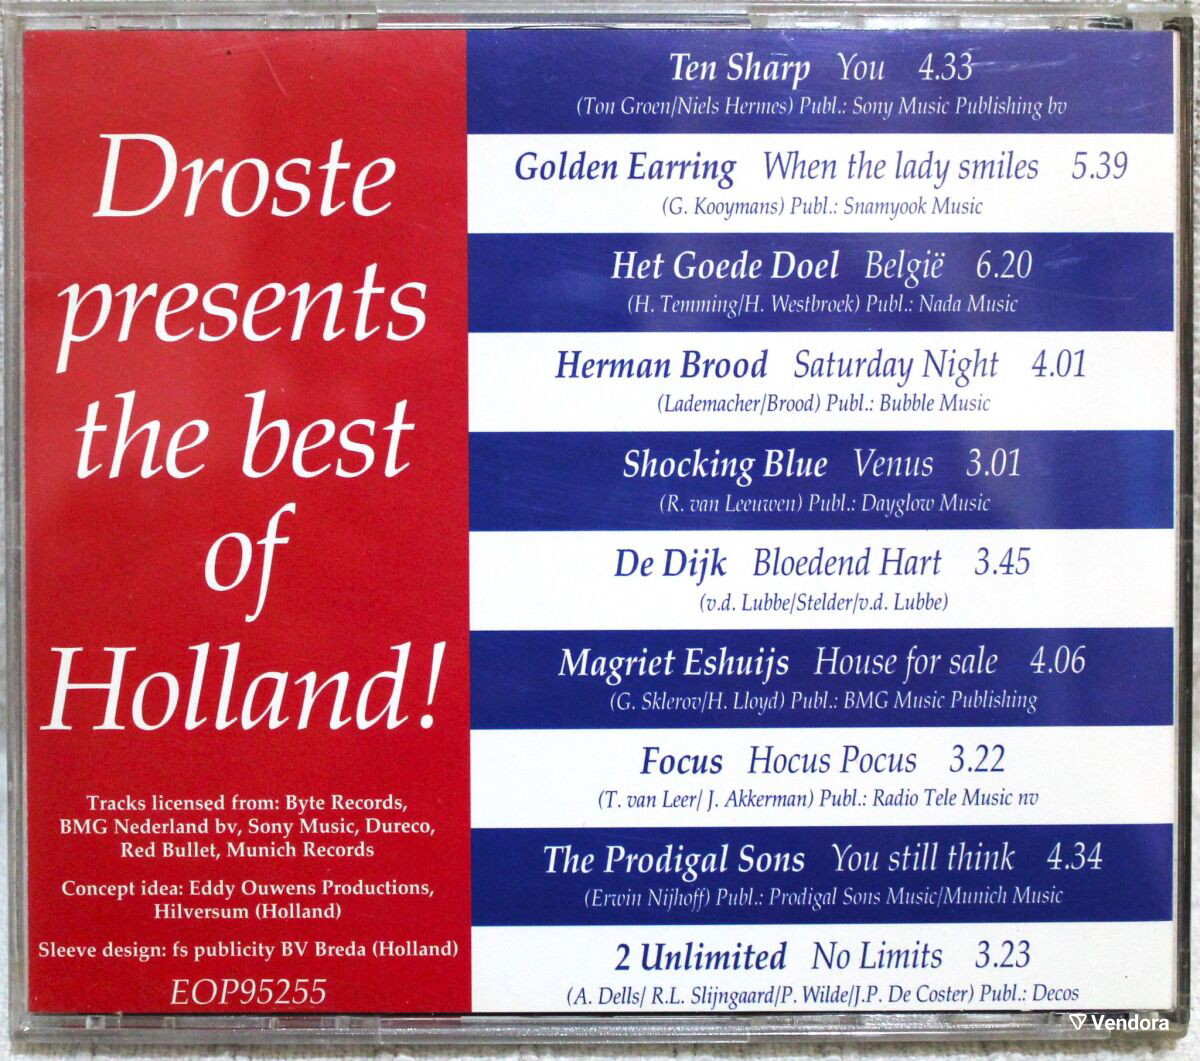 Droste
presents
the best
of
Holland!
Tracks licensed from: Byte Records,
BMG Nederland bv, Sony Music, Dureco,
Red Bullet, Munich Records
Concept idea: Eddy Ouwens Productions,
Hilversum (Holland)
Sleeve design: fs publicity BV Breda (Holland)
EOP95255
Ten Sharp You 4.33
(Ton Groen/Niels Hermes) Publ.: Sony Music Publishing bv
Golden Earring When the lady smiles 5.39
(G. Kooymans) Publ.: Snamyook Music
Het Goede Doel België 6.20
(H. Temming/H. Westbroek) Publ.: Nada Music
Herman Brood Saturday Night 4.01
(Lademacher/Brood) Publ.: Bubble Music
Shocking Blue Venus 3.01
(R. van Leeuwen) Publ.: Dayglow Music
De Dijk Bloedend Hart 3.45
(v.d. Lubbe/Stelder/v.d. Lubbe)
Magriet Eshuijs House for sale 4.06
(G. Sklerov/H. Lloyd) Publ.: BMG Music Publishing
Focus Hocus Pocus 3.22
(T. van Leer/ J. Akkerman) Publ.: Radio Tele Music nv
The Prodigal Sons You still think 4.34
(Erwin Nijhoff) Publ.: Prodigal Sons Music/Munich Music
2 Unlimited No Limits 3.23
(A. Dells/ R.L. Slijngaard/P. Wilde/J.P. De Coster) Publ.: Decos
Vendora